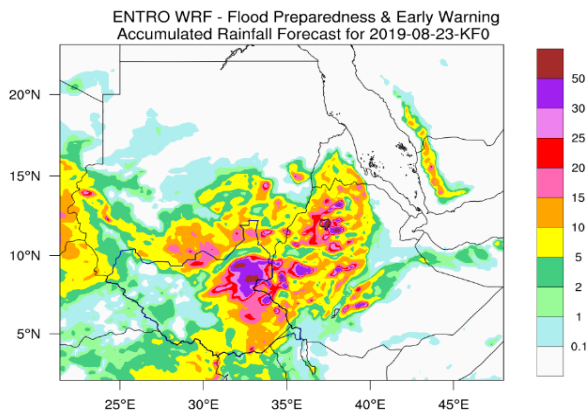 ENTRO WRF - Flood Preparedness & Early Warning
Accumulated Rainfall Forecast for 2019-08-23-KF0
20°N
15°N
10°N
5°N
25°E
30°E
35°E
40°E
45°E
50
30
25
20
15
10
5
2
1
0.1